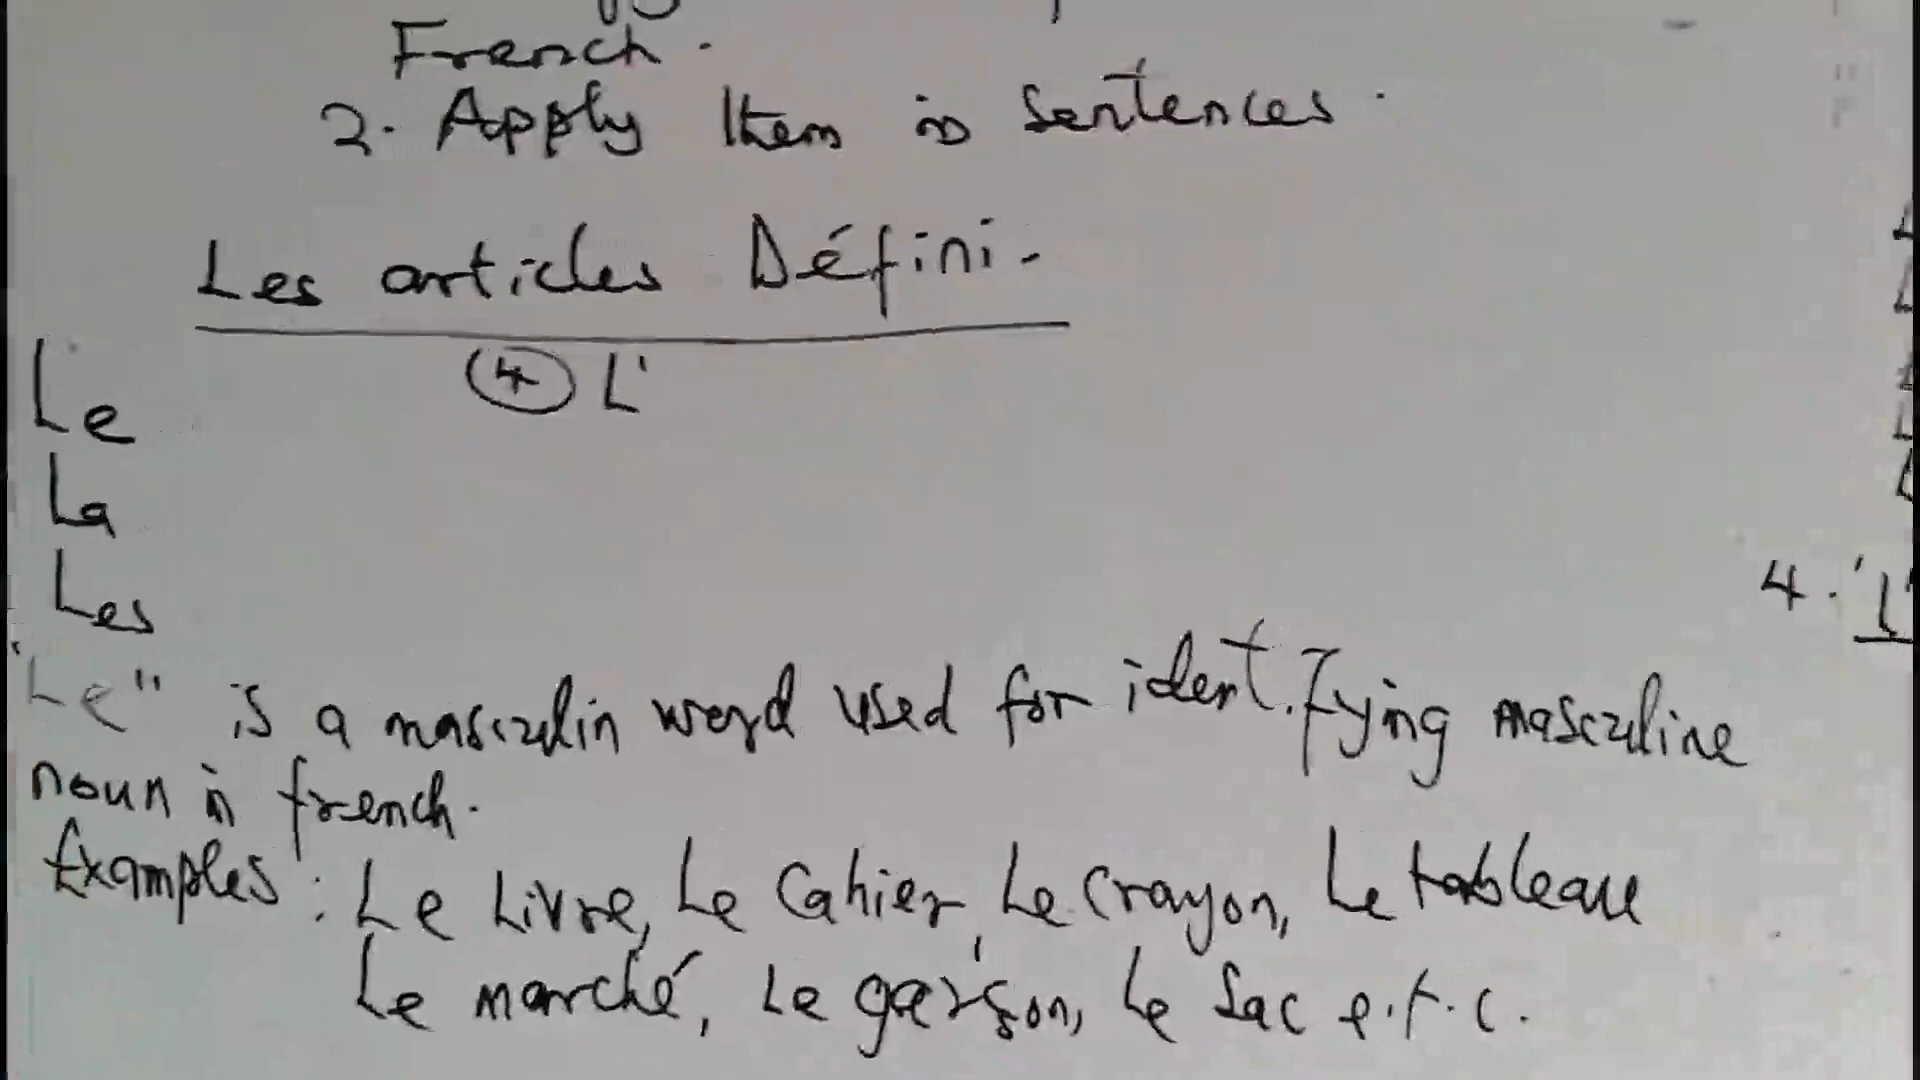 French.
2. Apply them in Sentences.
Les articles Défini.
④ L'
Le
La
Les
4. 'L'
"Le" is a masculin word used for identifying masculine
noun in french.
Examples: Le Livre, Le Cahier, Le Crayon, Le tableau
Le marché, Le garçon, Le Sac e.t.c.